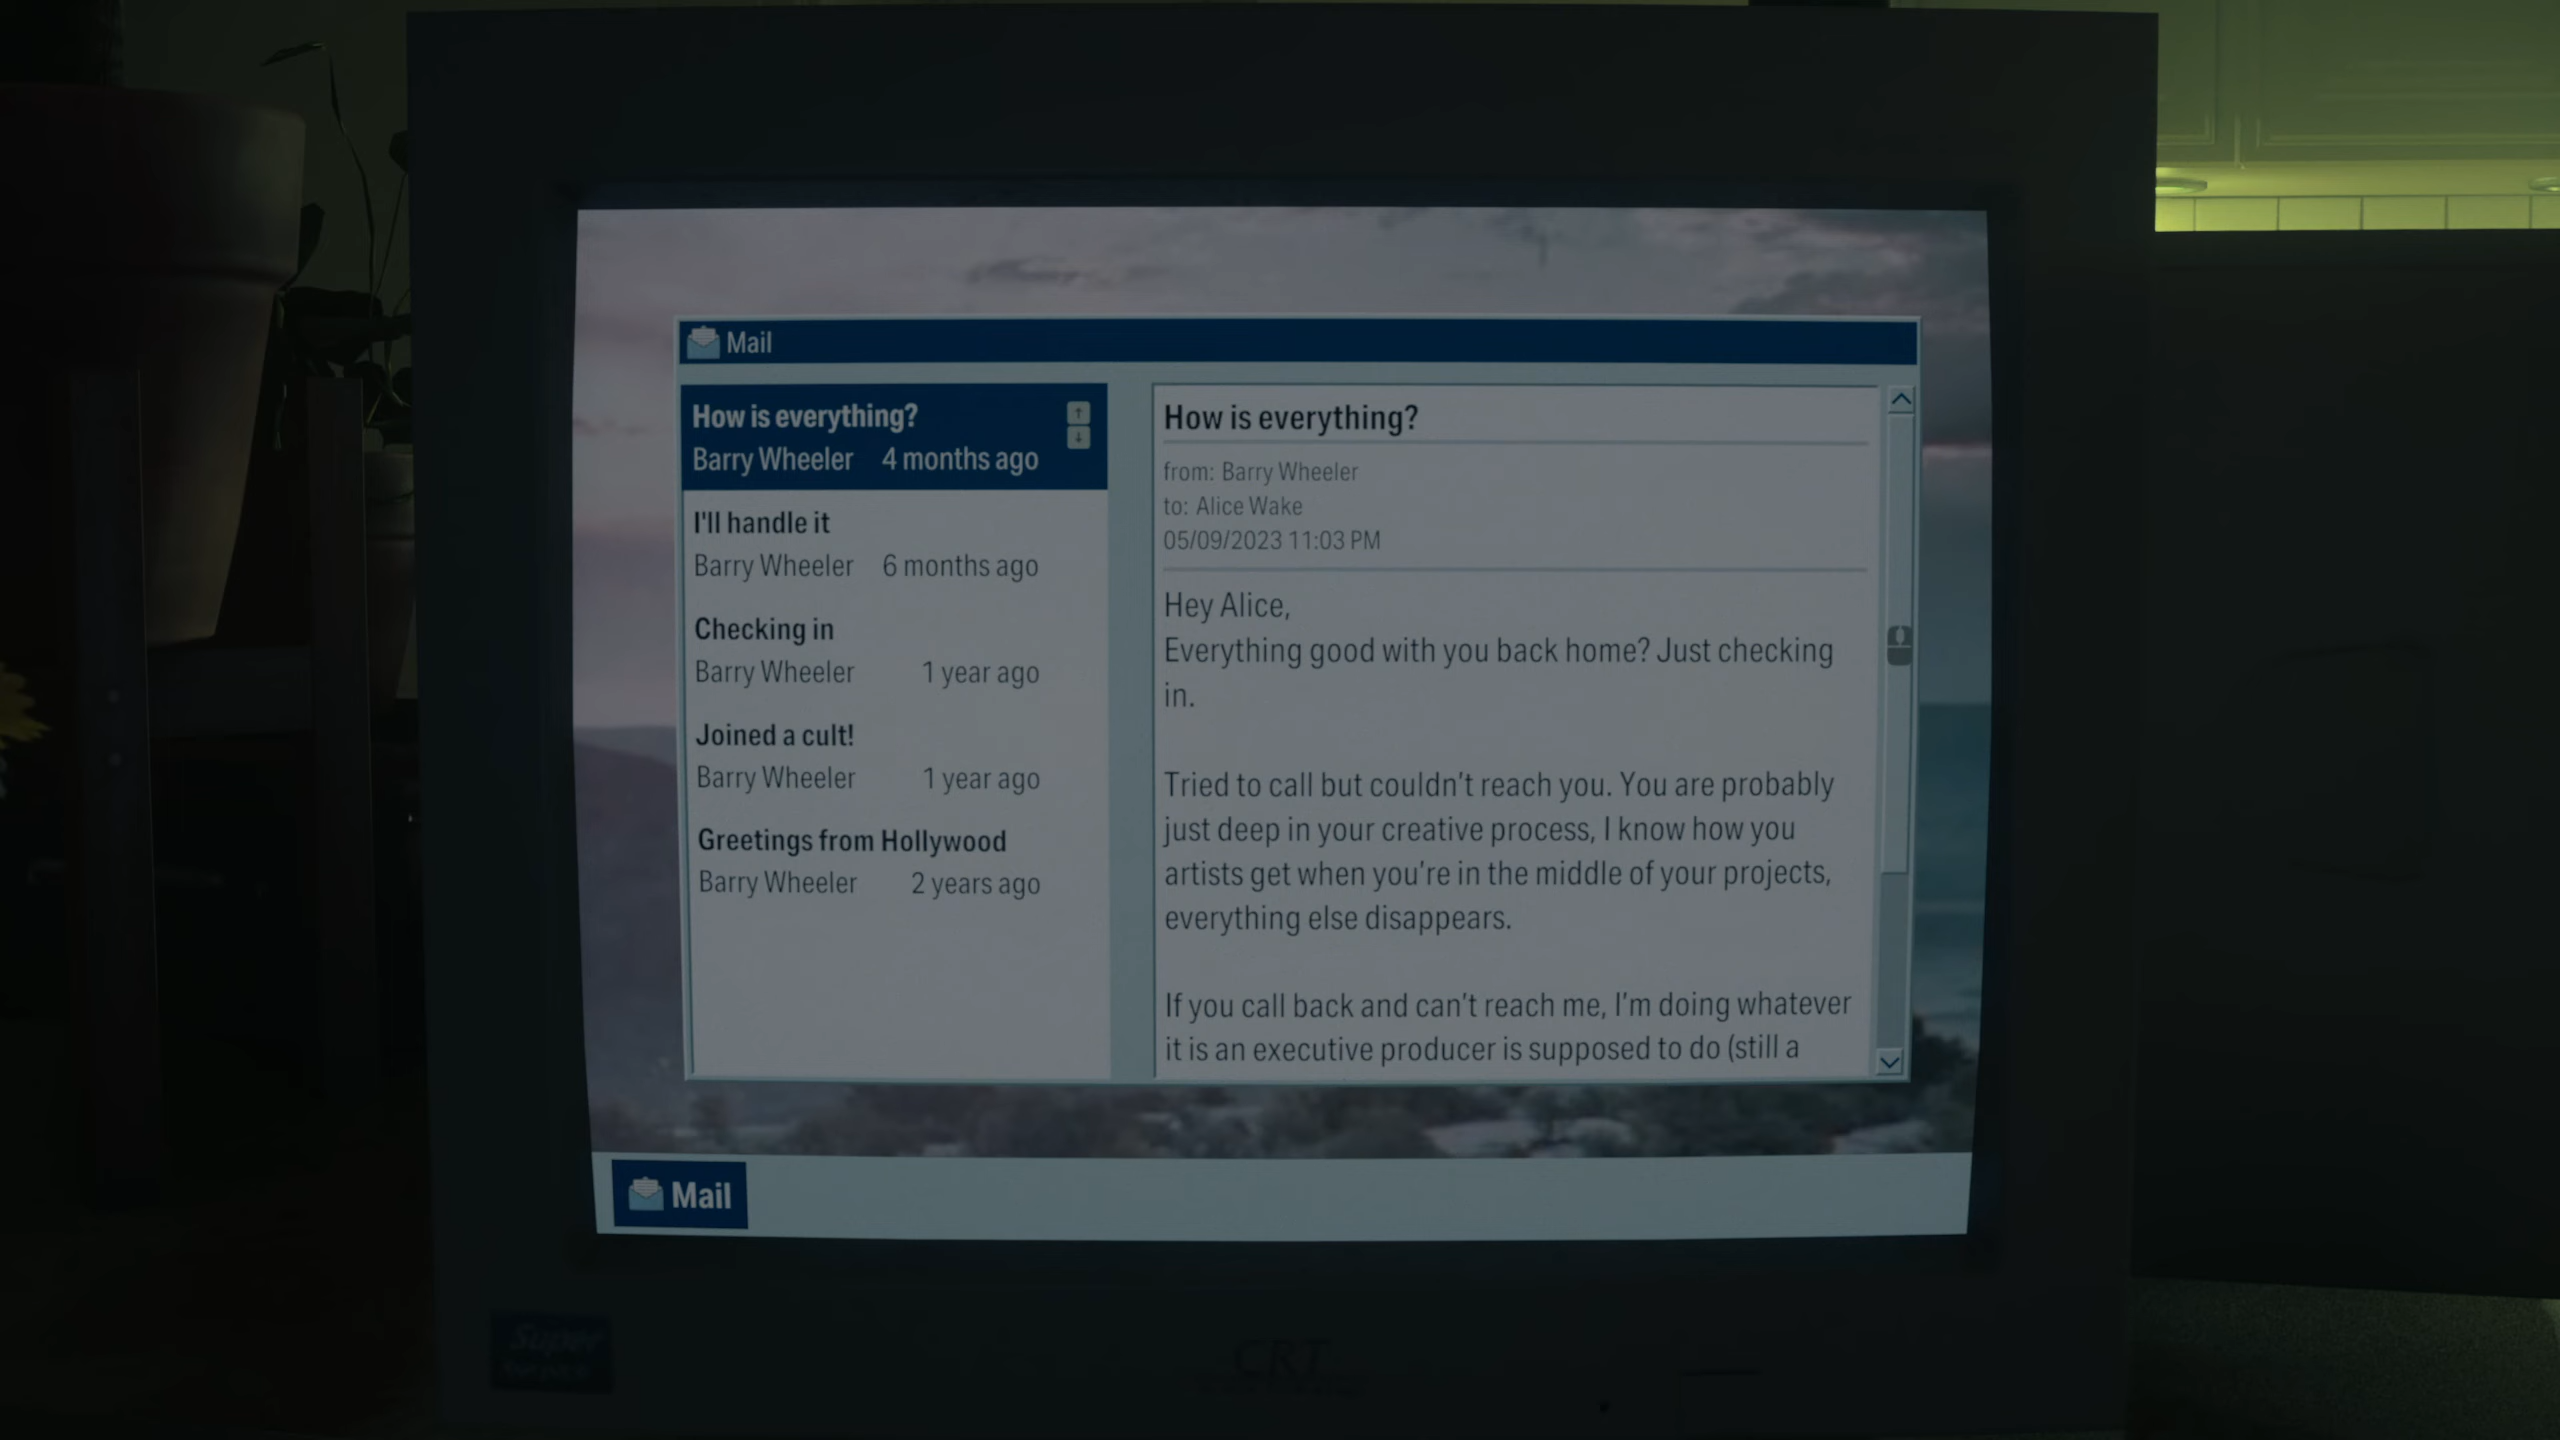 Mail
How is everything?
Barry Wheeler 4 months ago
I'll handle it
Barry Wheeler 6 months ago
Checking in
Barry Wheeler 1 year ago
Joined a cult!
Barry Wheeler 1 year ago
Greetings from Hollywood
Barry Wheeler 2 years ago
How is everything?
from: Barry Wheeler
to: Alice Wake
05/09/2023 11:03 PM
Hey Alice,
Everything good with you back home? Just checking
in.
Tried to call but couldn't reach you. You are probably
just deep in your creative process, I know how you
artists get when you're in the middle of your projects,
everything else disappears.
If you call back and can't reach me, I'm doing whatever
it is an executive producer is supposed to do (still a
Mail
Super
CRT